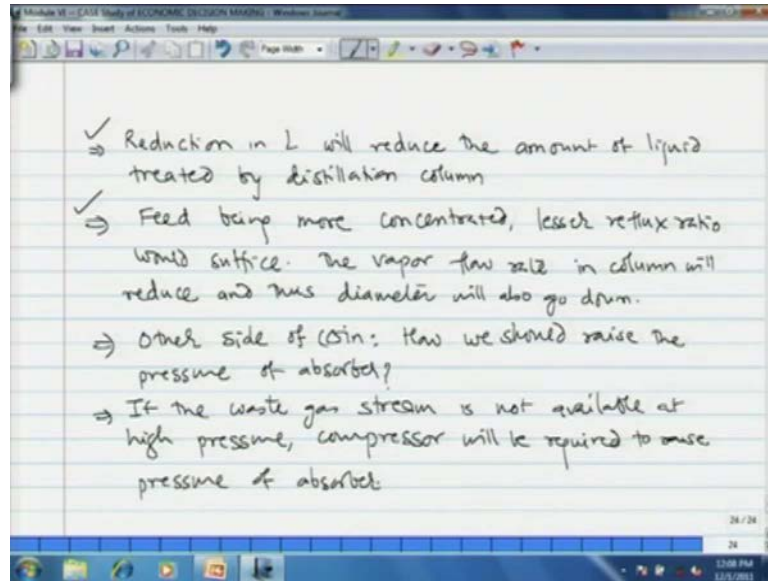 Module VI -- CASE Study of ECONOMIC DECISION MAKING - Windows Journal
File Edit View Insert Actions Tools Help
Page Width
⇒ Reduction in L will reduce the amount of liquid
treated by distillation column
⇒ Feed being more concentrated, lesser reflux ratio
would suffice. The vapor flow rate in column will
reduce and thus diameter will also go down.
⇒ Other side of coin: How we should raise the
pressure of absorber?
⇒ If the waste gas stream is not available at
high pressure, compressor will be required to raise
pressure of absorber.
24 / 24
24
12:08 PM
12/1/2011